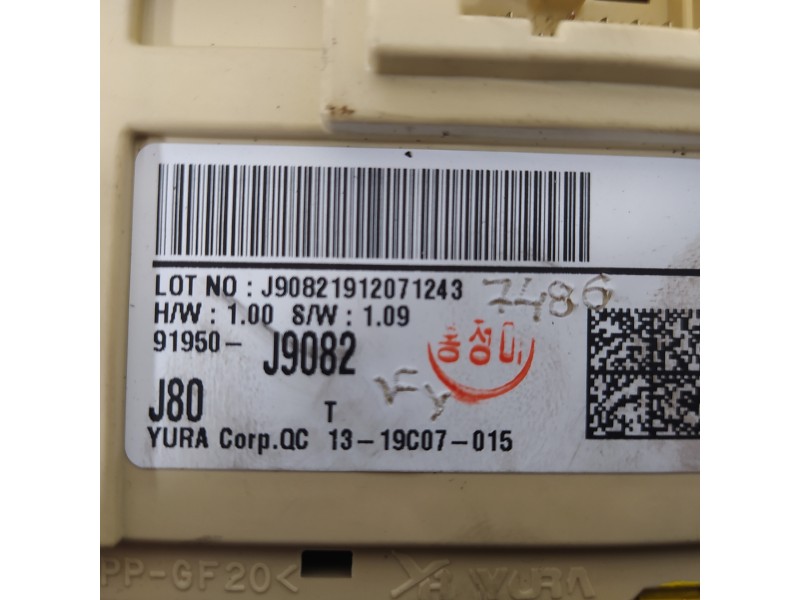 LOT NO : J90821912071243
7486
H/W : 1.00 S/W : 1.09
91950- J9082
J80
T
YURA Corp.QC 13-19C07-015
PP-GF20<
YURA